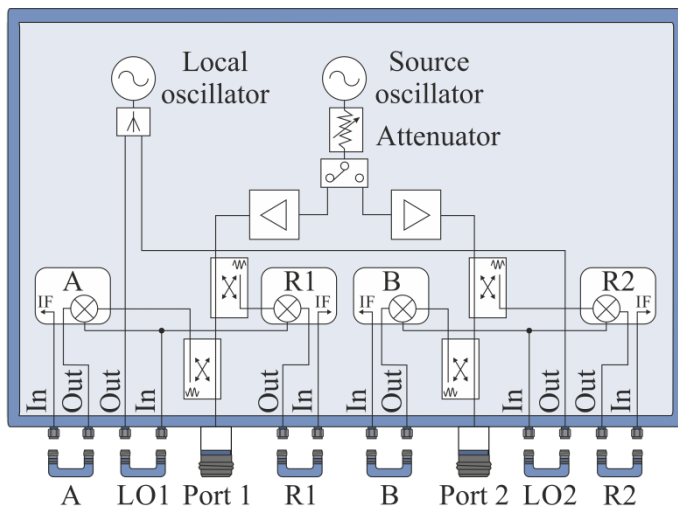 Local
oscillator
Source
oscillator
Attenuator
A
R1
B
R2
IF
IF
IF
IF
In
Out
Out
In
Out
In
In
Out
In
Out
Out
In
A
LO1
Port 1
R1
B
Port 2
LO2
R2